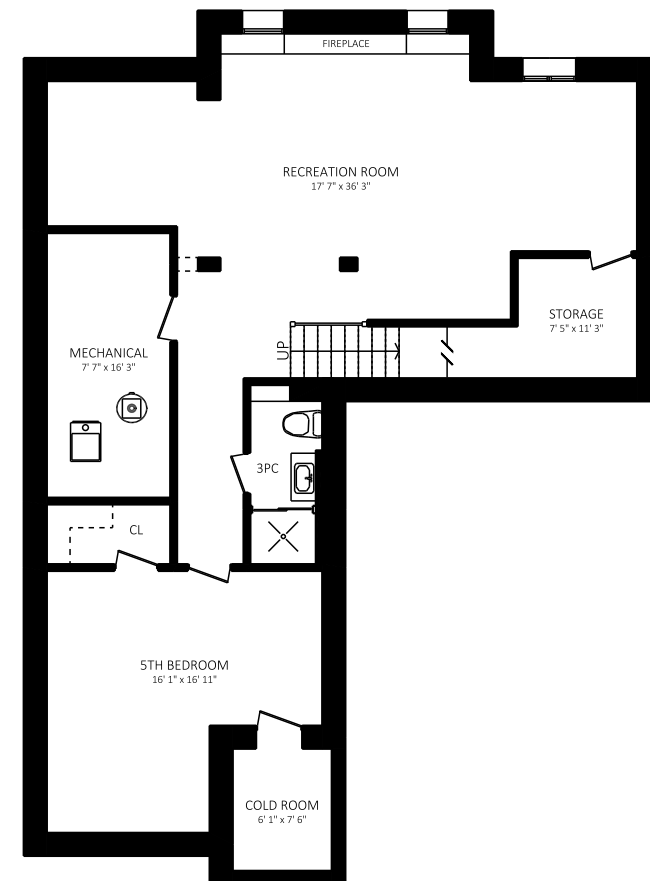 FIREPLACE
RECREATION ROOM
17' 7" x 36' 3"
STORAGE
7' 5" x 11' 3"
UP
MECHANICAL
7' 7" x 16' 3"
3PC
CL
5TH BEDROOM
16' 1" x 16' 11"
COLD ROOM
6' 1" x 7' 6"